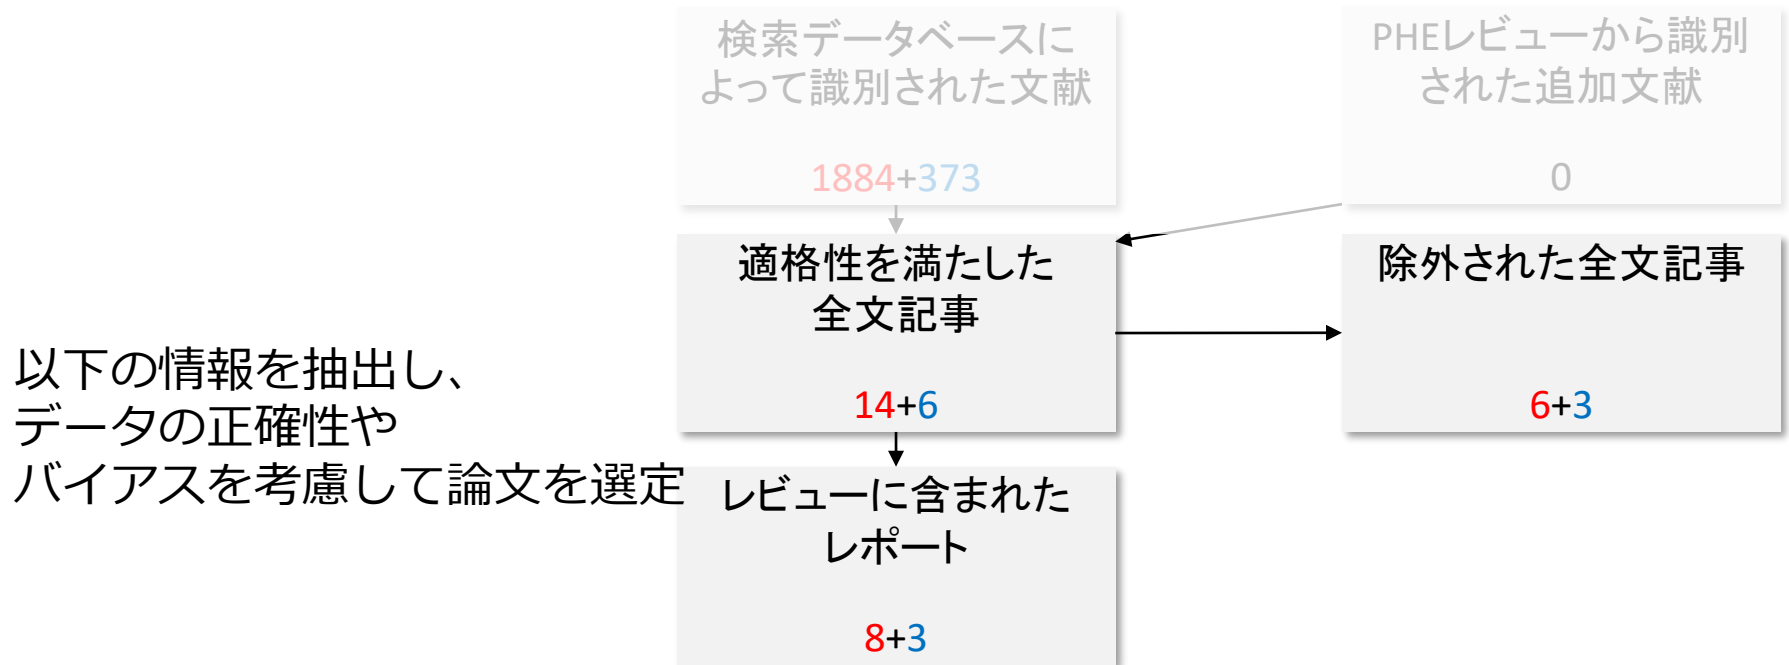 検索データベースに
よって識別された文献
1884+373
PHEレビューから識別
された追加文献
0
適格性を満たした
全文記事
14+6
除外された全文記事
6+3
以下の情報を抽出し、
データの正確性や
バイアスを考慮して論文を選定
レビューに含まれた
レポート
8+3